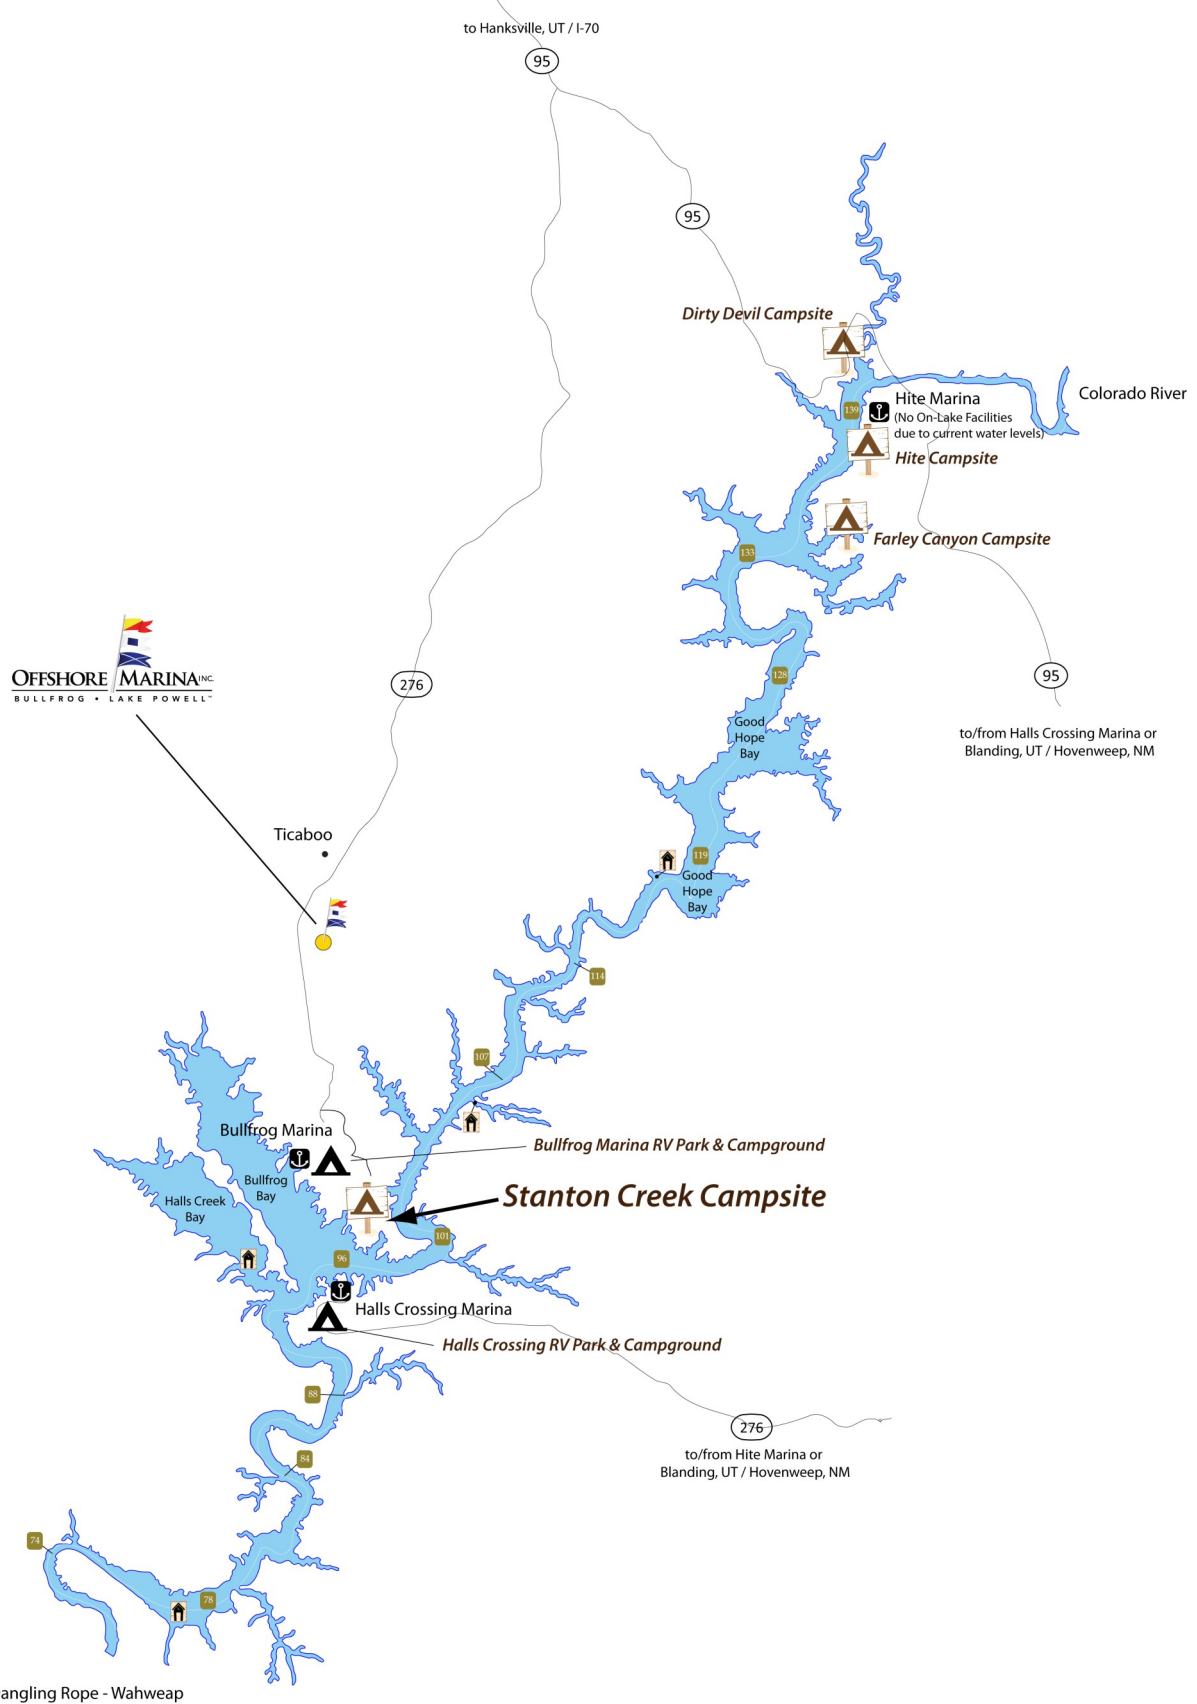 to Hanksville, UT / I-70
95
95
Dirty Devil Campsite
Colorado River
139
Hite Marina
(No On-Lake Facilities
due to current water levels)
Hite Campsite
Farley Canyon Campsite
133
OFFSHORE MARINA INC.
BULLFROG • LAKE POWELL™
276
128
95
Good
Hope
Bay
to/from Halls Crossing Marina or
Blanding, UT / Hovenweep, NM
Ticaboo
119
Good
Hope
Bay
114
107
Bullfrog Marina
Bullfrog Marina RV Park & Campground
Bullfrog
Bay
Stanton Creek Campsite
Halls Creek
Bay
101
96
Halls Crossing Marina
Halls Crossing RV Park & Campground
88
276
to/from Hite Marina or
Blanding, UT / Hovenweep, NM
84
74
78
angling Rope - Wahweap